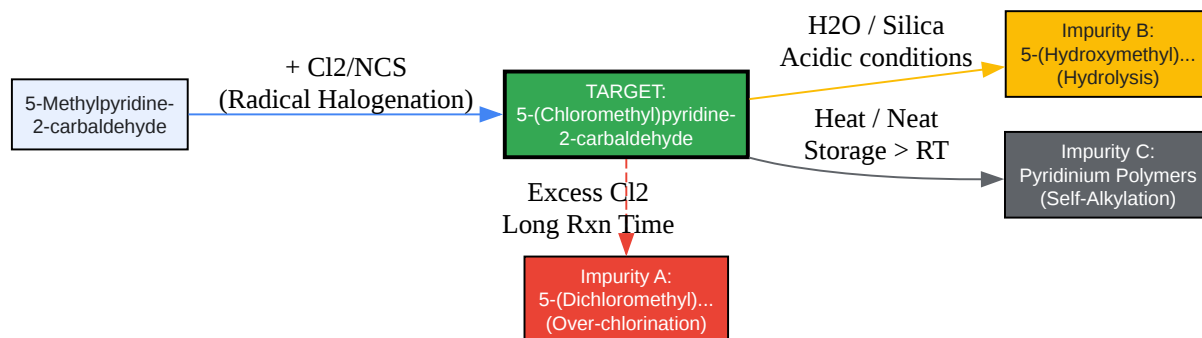 5-Methylpyridine-
2-carbaldehyde
+ Cl2/NCS
(Radical Halogenation)
TARGET:
5-(Chloromethyl)pyridine-
2-carbaldehyde
H2O / Silica
Acidic conditions
Impurity B:
5-(Hydroxymethyl)...
(Hydrolysis)
Heat / Neat
Storage > RT
Impurity C:
Pyridinium Polymers
(Self-Alkylation)
Excess Cl2
Long Rxn Time
Impurity A:
5-(Dichloromethyl)...
(Over-chlorination)